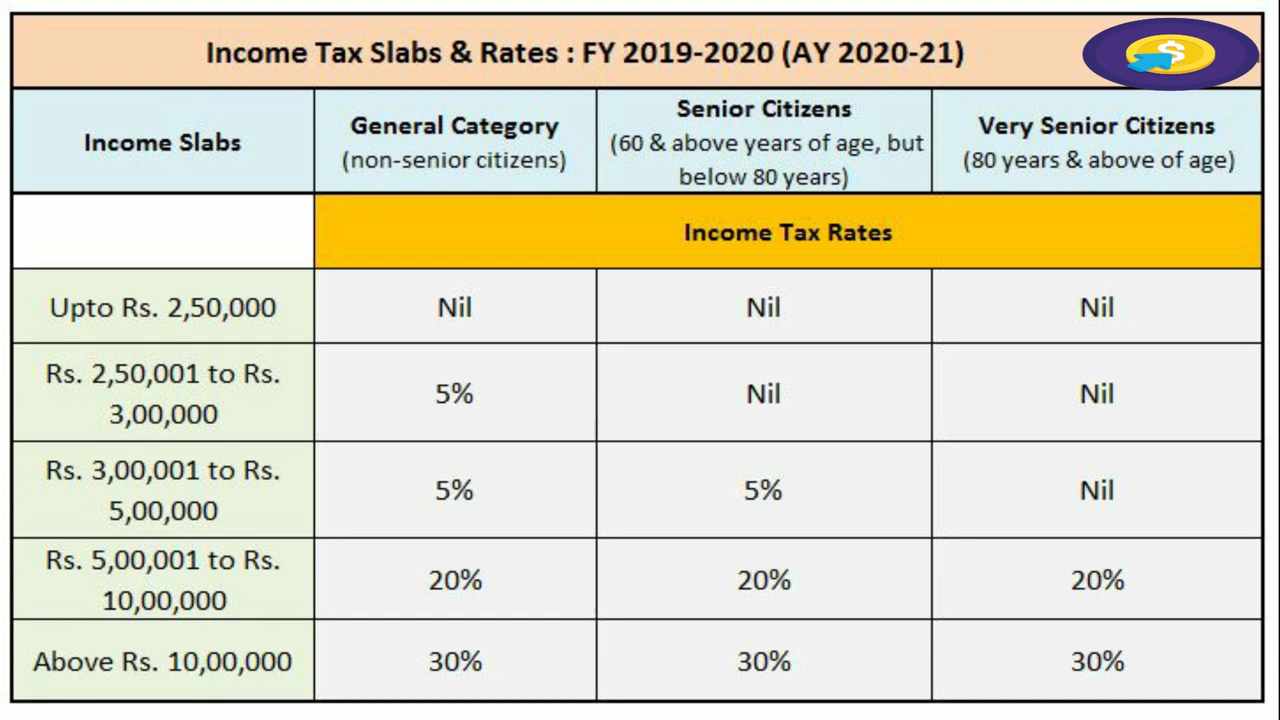 Income Tax Slabs & Rates : FY 2019-2020 (AY 2020-21)
$
Income Slabs
General Category
(non-senior citizens)
Senior Citizens
(60 & above years of age, but
below 80 years)
Very Senior Citizens
(80 years & above of age)
Income Tax Rates
Upto Rs. 2,50,000
Nil
Nil
Nil
Rs. 2,50,001 to Rs.
3,00,000
5%
Nil
Nil
Rs. 3,00,001 to Rs.
5,00,000
5%
5%
Nil
Rs. 5,00,001 to Rs.
10,00,000
20%
20%
20%
Above Rs. 10,00,000
30%
30%
30%